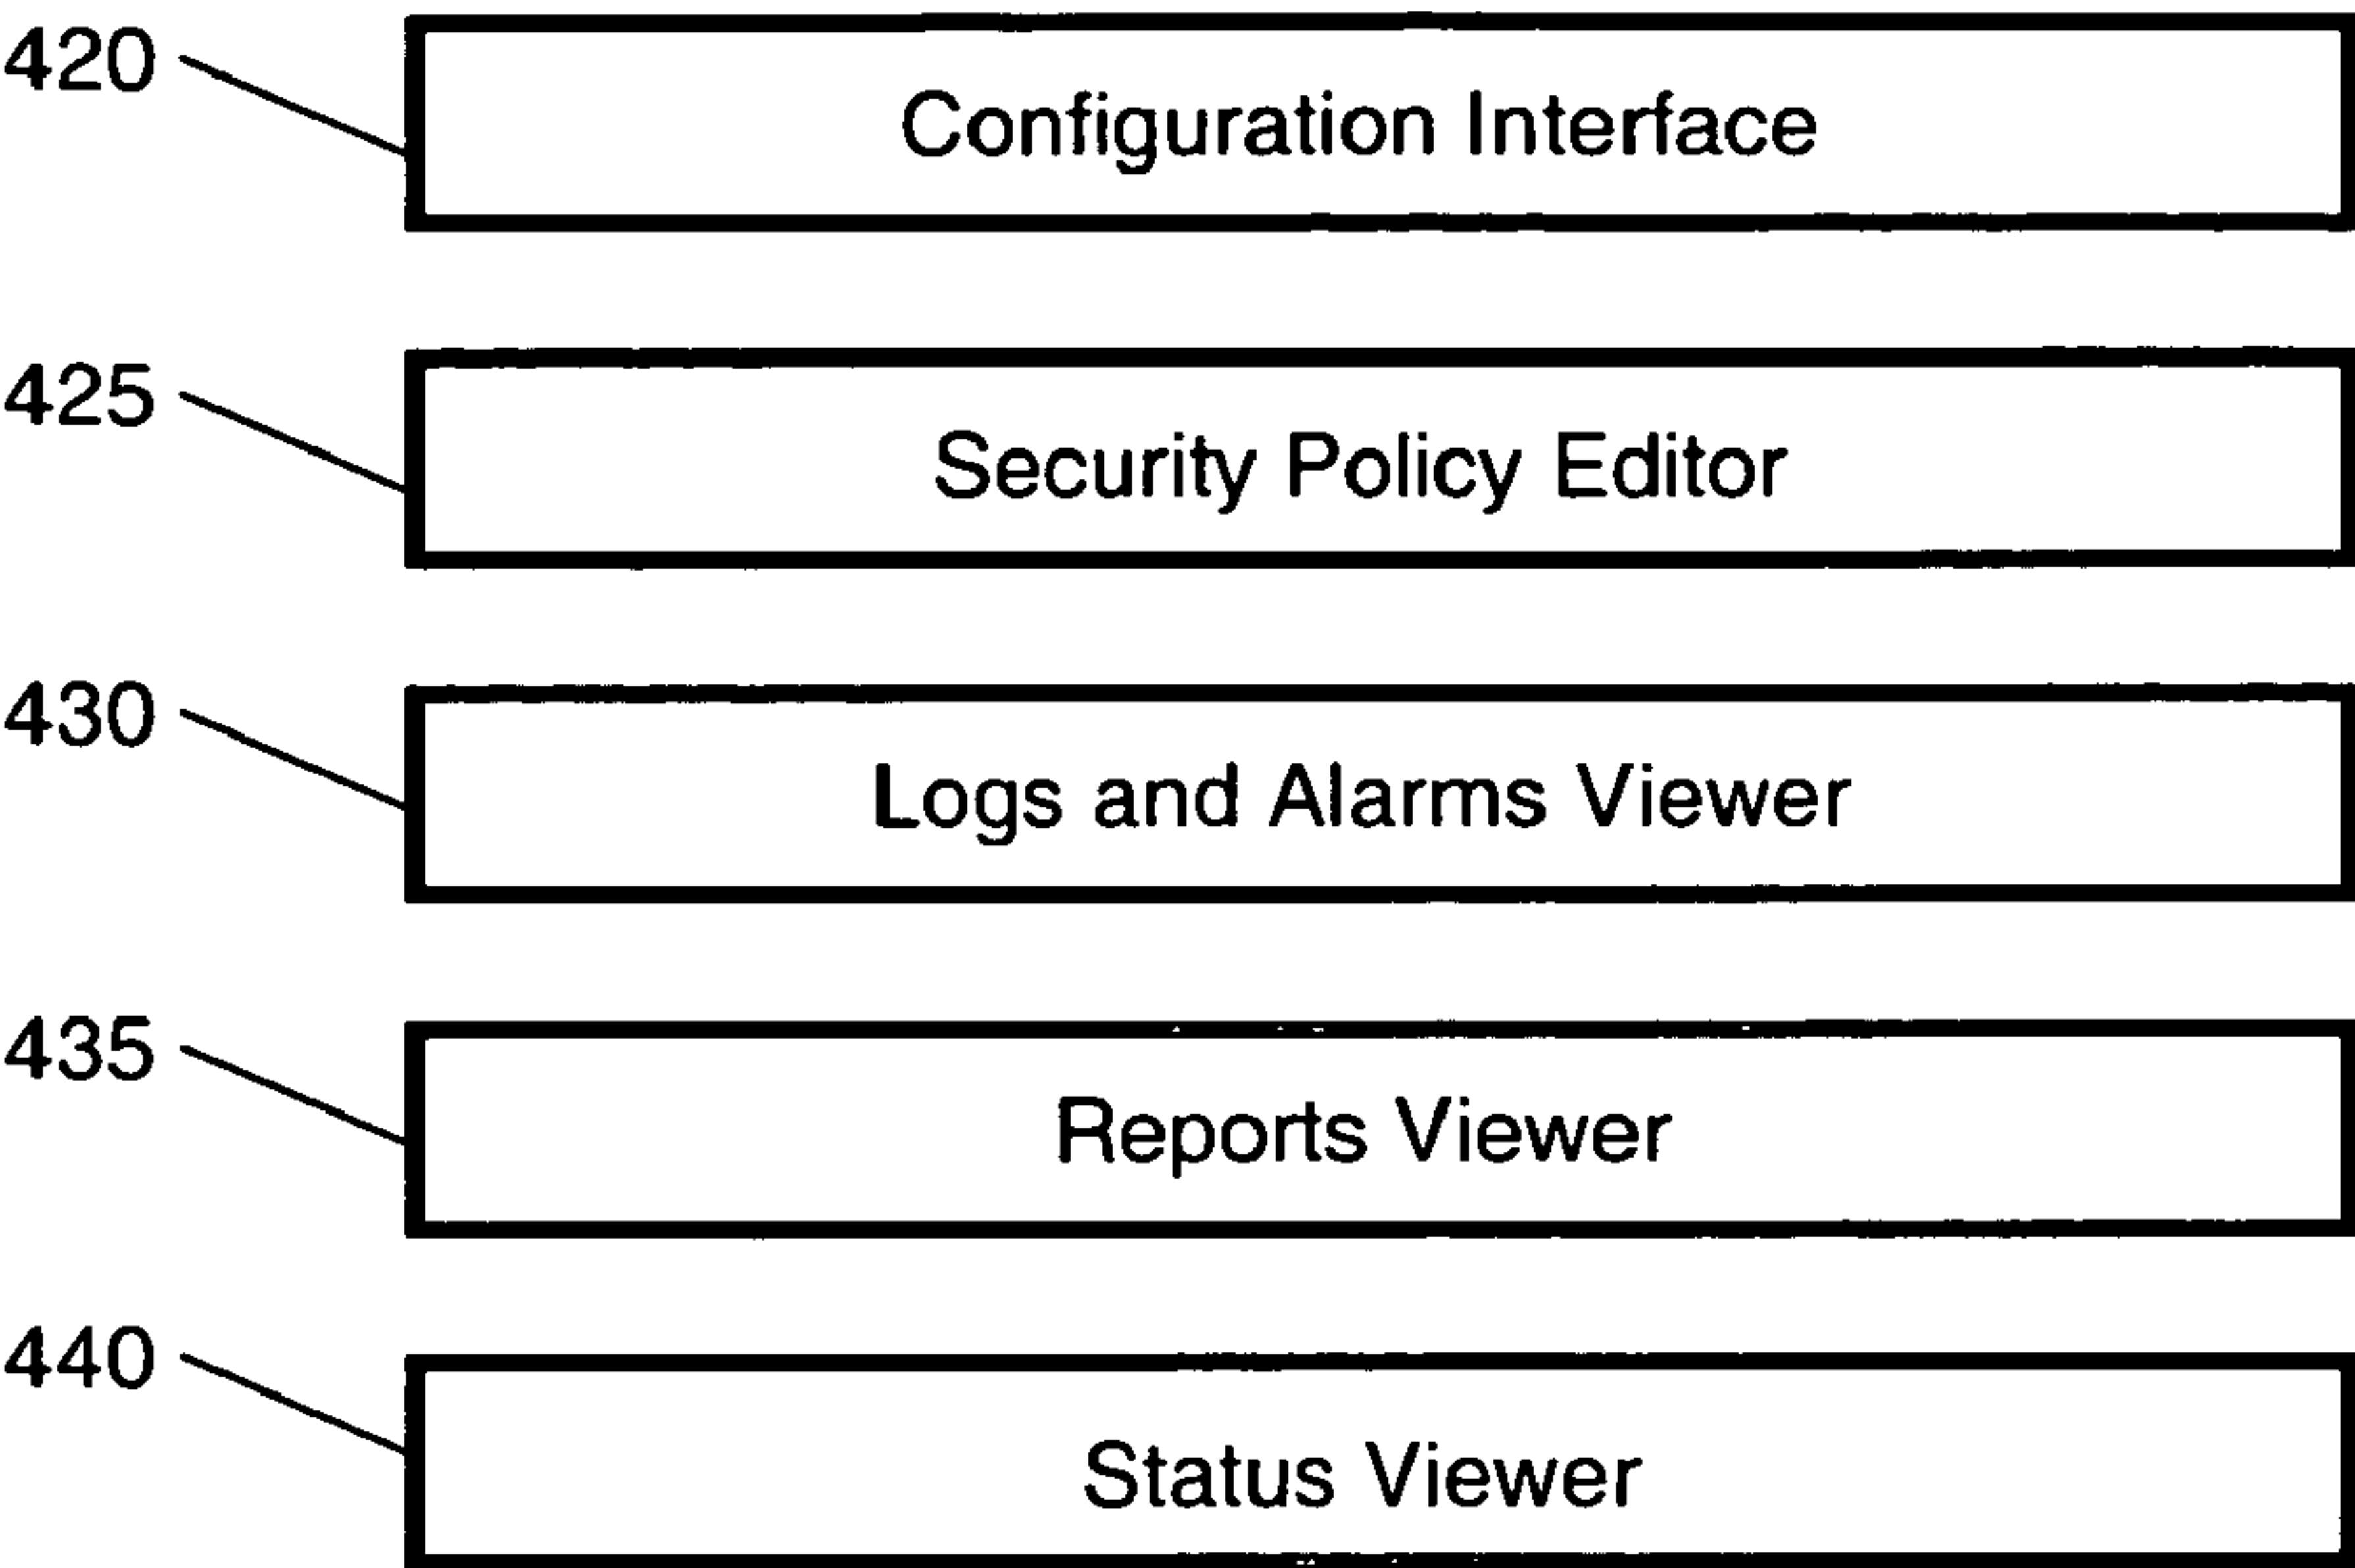 420
Configuration Interface
425
Security Policy Editor
430
Logs and Alarms Viewer
435
Reports Viewer
440
Status Viewer